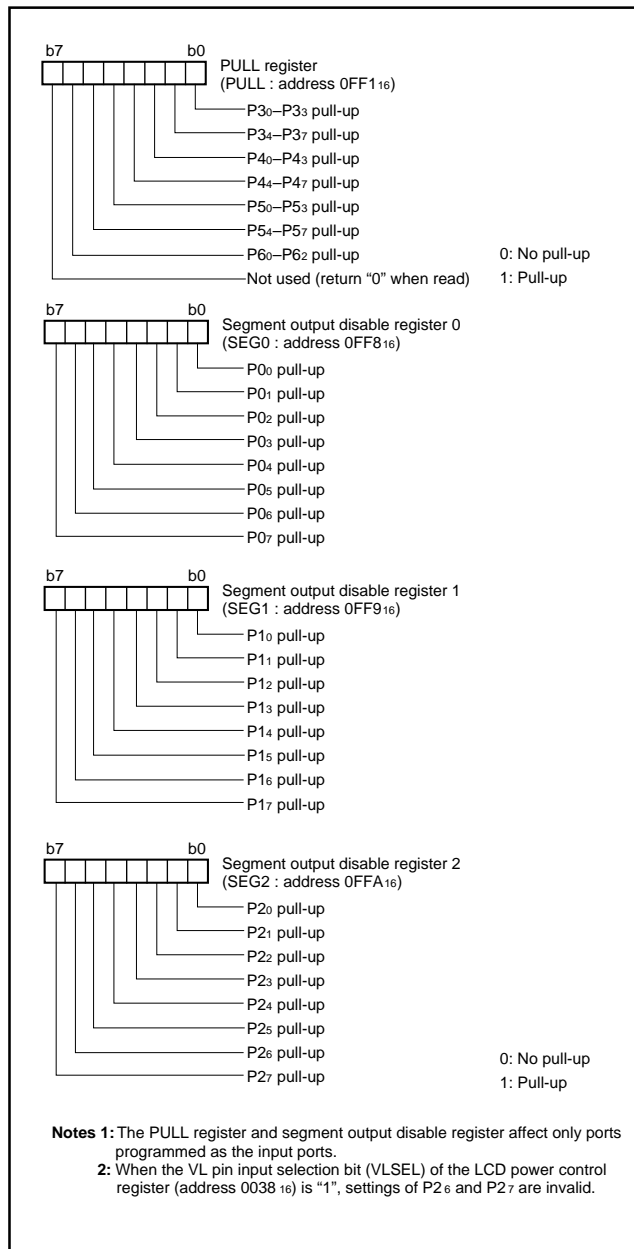 b7 b0
PULL register
(PULL : address 0FF1₁₆)
P3₀–P3₃ pull-up
P3₄–P3₇ pull-up
P4₀–P4₃ pull-up
P4₄–P4₇ pull-up
P5₀–P5₃ pull-up
P5₄–P5₇ pull-up
P6₀–P6₂ pull-up 0: No pull-up
Not used (return “0” when read) 1: Pull-up
b7 b0
Segment output disable register 0
(SEG0 : address 0FF8₁₆)
P0₀ pull-up
P0₁ pull-up
P0₂ pull-up
P0₃ pull-up
P0₄ pull-up
P0₅ pull-up
P0₆ pull-up
P0₇ pull-up
b7 b0
Segment output disable register 1
(SEG1 : address 0FF9₁₆)
P1₀ pull-up
P1₁ pull-up
P1₂ pull-up
P1₃ pull-up
P1₄ pull-up
P1₅ pull-up
P1₆ pull-up
P1₇ pull-up
b7 b0
Segment output disable register 2
(SEG2 : address 0FFA₁₆)
P2₀ pull-up
P2₁ pull-up
P2₂ pull-up
P2₃ pull-up
P2₄ pull-up
P2₅ pull-up
P2₆ pull-up 0: No pull-up
P2₇ pull-up 1: Pull-up
Notes 1: The PULL register and segment output disable register affect only ports
programmed as the input ports.
2: When the VL pin input selection bit (VLSEL) of the LCD power control
register (address 0038 ₁₆) is “1”, settings of P2 ₆ and P2 ₇ are invalid.